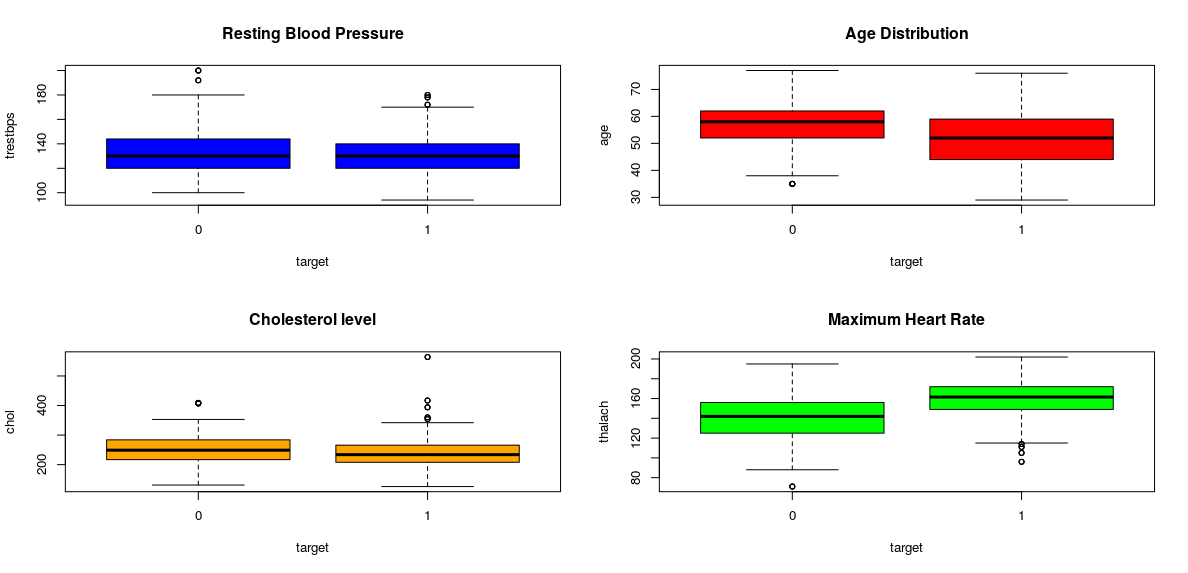 Resting Blood Pressure
trestbps
100 140 180
0 1
target
Age Distribution
age
30 40 50 60 70
0 1
target
Cholesterol level
chol
200 400
0 1
target
Maximum Heart Rate
thalach
80 120 160 200
0 1
target